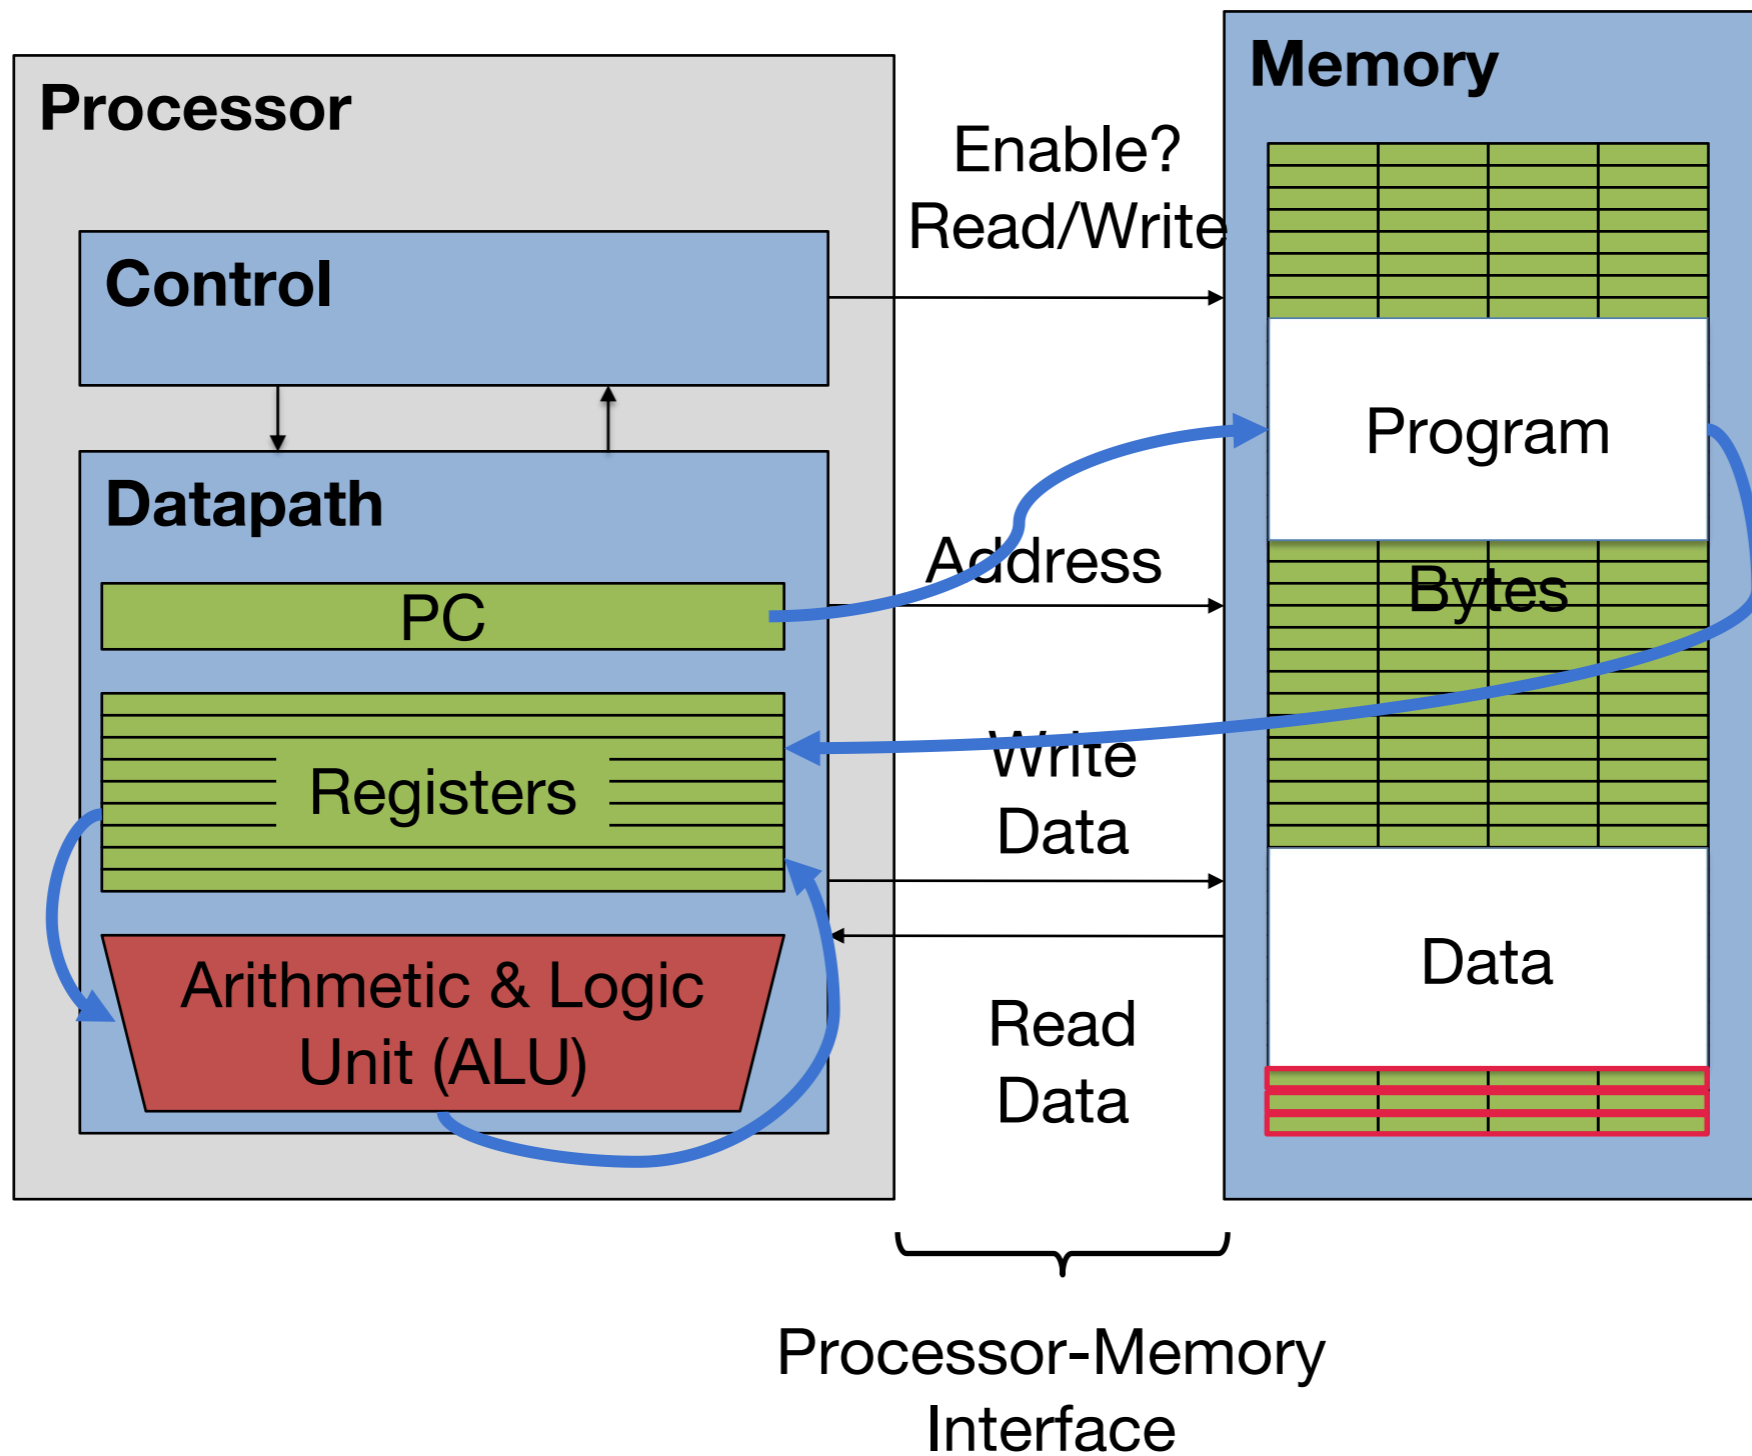 Processor
Control
Datapath
PC
Registers
Arithmetic & Logic
Unit (ALU)
Enable?
Read/Write
Address
Write
Data
Read
Data
Memory
Program
Bytes
Data
Processor-Memory
Interface